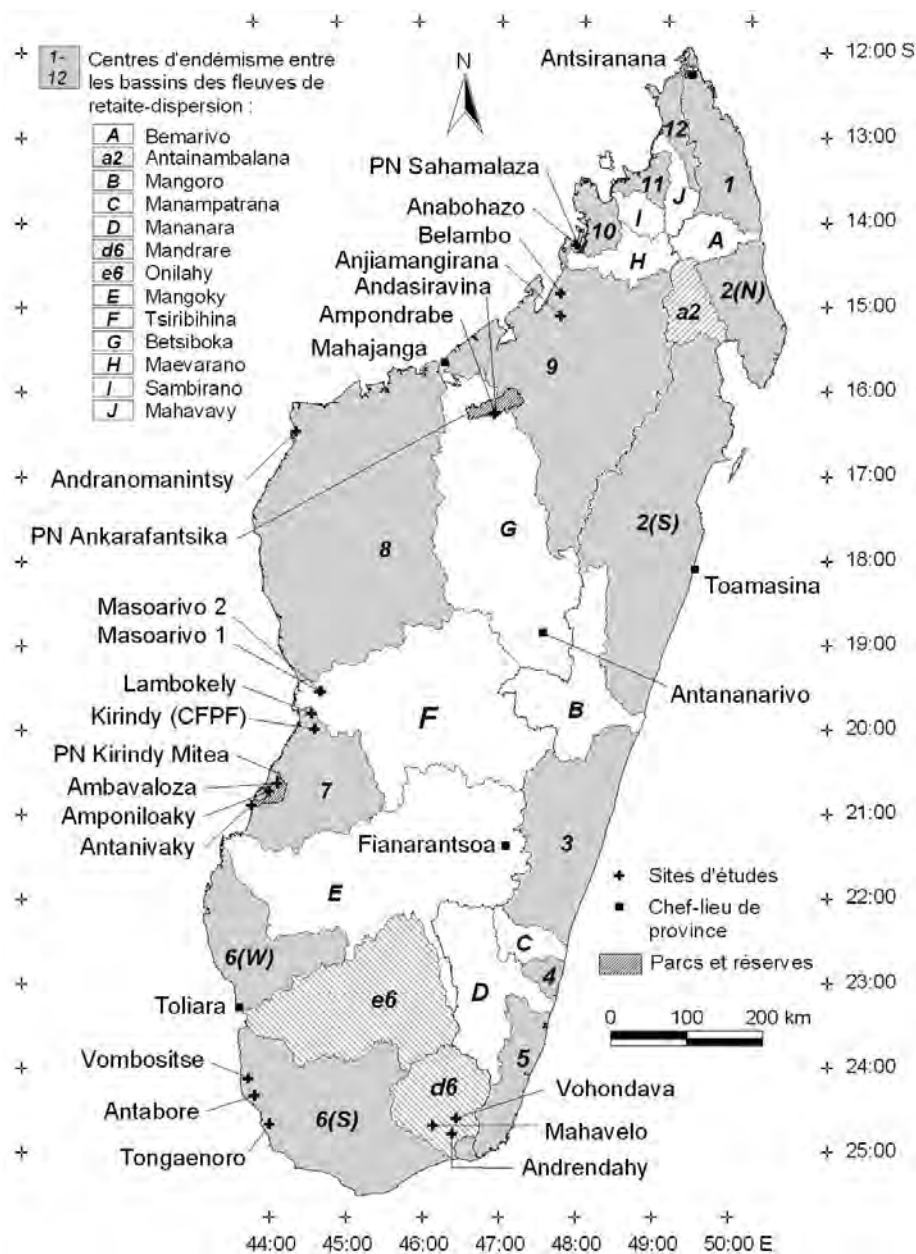 1-
12
Centres d'endémisme entre
les bassins des fleuves de
retaite-dispersion :
A Bemarivo
a2 Antainambalana
B Mangoro
C Manampatrana
D Mananara
d6 Mandrare
e6 Onilahy
E Mangoky
F Tsiribihina
G Betsiboka
H Maevarano
I Sambirano
J Mahavavy
N
Antsiranana
12:00 S
13:00
14:00
15:00
16:00
17:00
18:00
19:00
20:00
21:00
22:00
23:00
24:00
25:00
PN Sahamalaza
Anabohazo
Belambo
Anjiamangirana
Andasiravina
Ampondrabe
Mahajanga
Andranomanintsy
PN Ankarafantsika
Masoarivo 2
Masoarivo 1
Lambokely
Kirindy (CFPF)
PN Kirindy Mitea
Ambavaloza
Amponiloaky
Antanivaky
Toliara
Vombositse
Antabore
Tongaenoro
Toamasina
Antananarivo
Fianarantsoa
Vohondava
Mahavelo
Andrendahy
12
11
J
1
10
I
A
H
a2
2(N)
9
8
G
2(S)
F
B
7
3
E
C
6(W)
4
e6
D
5
d6
6(S)
Sites d'études
Chef-lieu de
province
Parcs et réserves
0 100 200 km
44:00 45:00 46:00 47:00 48:00 49:00 50:00 E